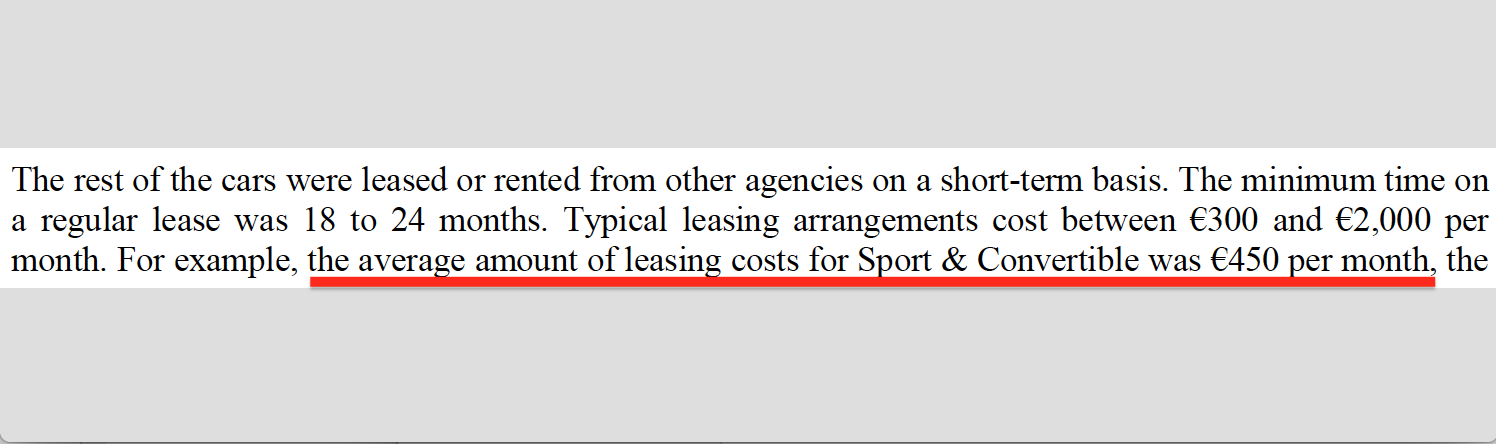 The rest of the cars were leased or rented from other agencies on a short-term basis. The minimum time on
a regular lease was 18 to 24 months. Typical leasing arrangements cost between €300 and €2,000 per
month. For example, the average amount of leasing costs for Sport & Convertible was €450 per month, the